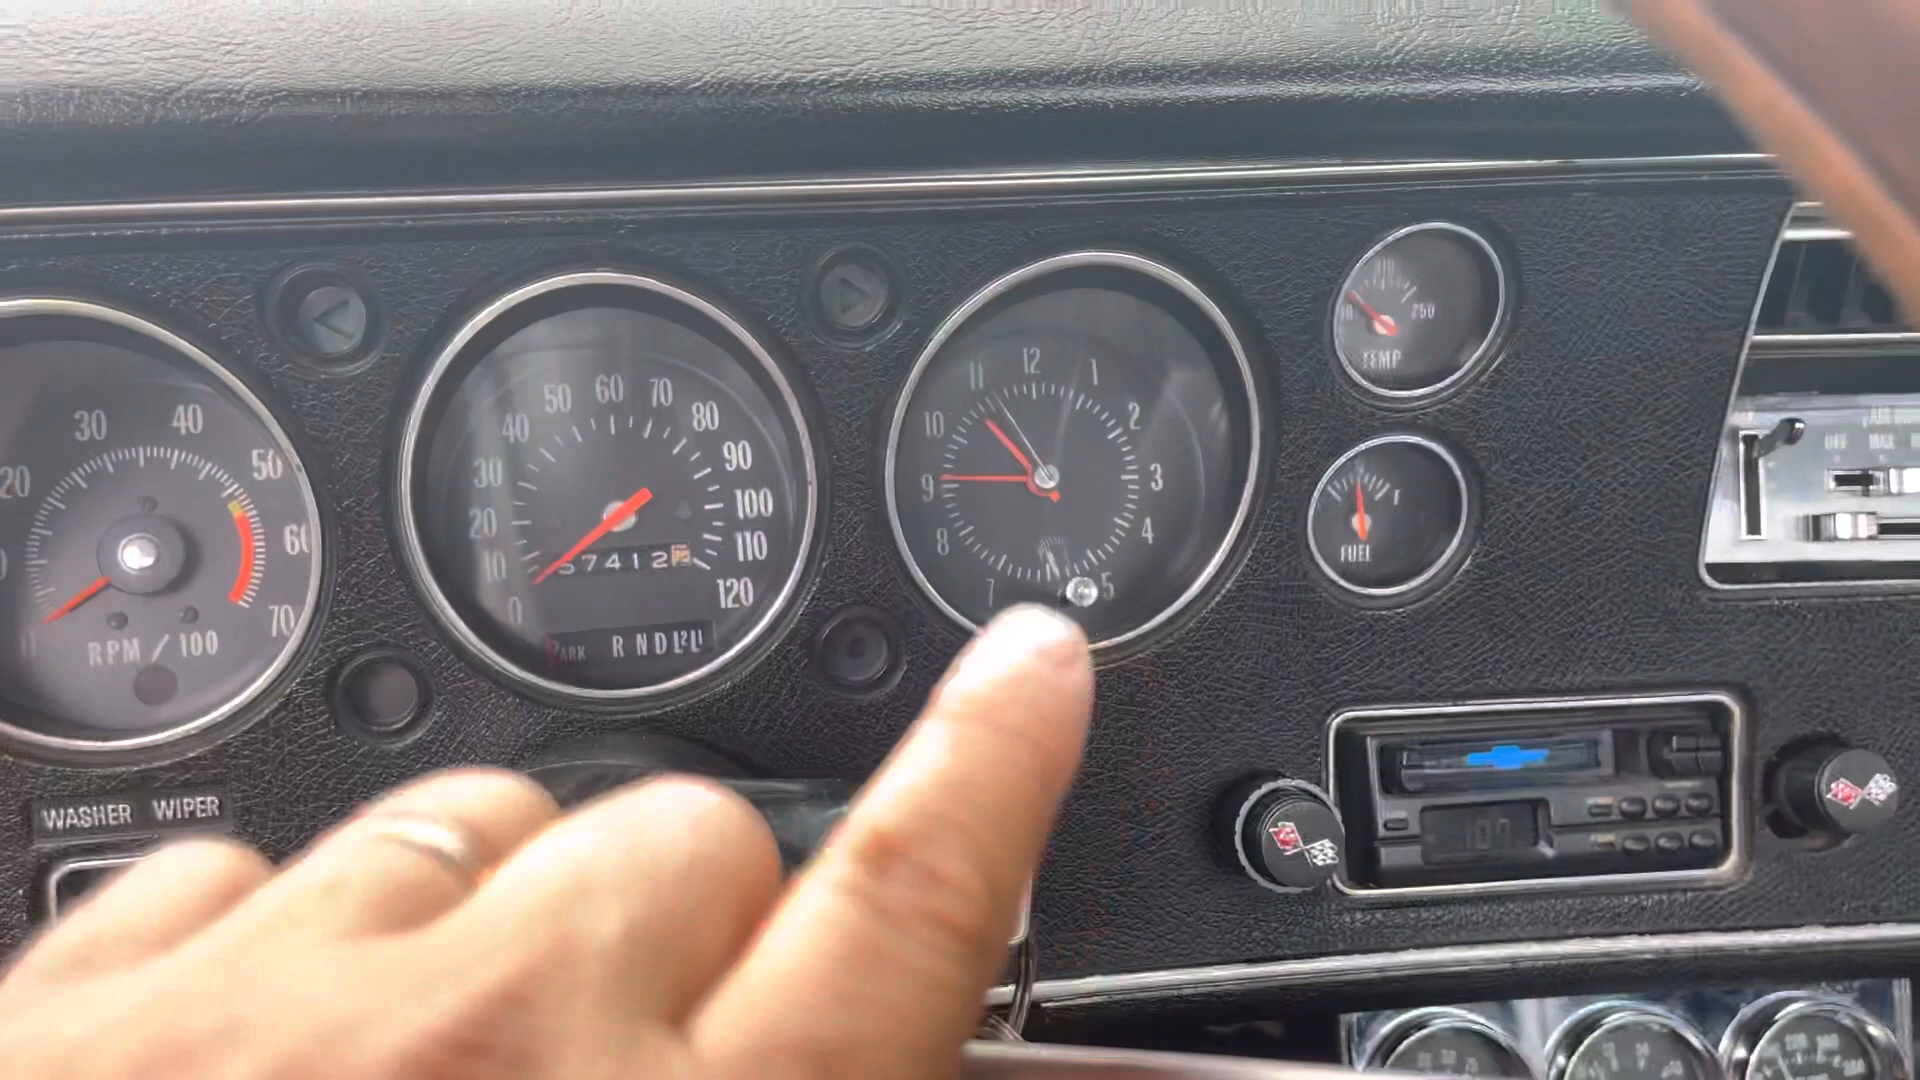 20 30 40 50 60 70
RPM / 100
0 10 20 30 40 50 60 70 80 90 100 110 120
57412
PARK R N D L2 L1
12 1 2 3 4 5 7 8 9 10 11
210
250
TEMP
F
FUEL
WASHER WIPER
OFF MAX
107